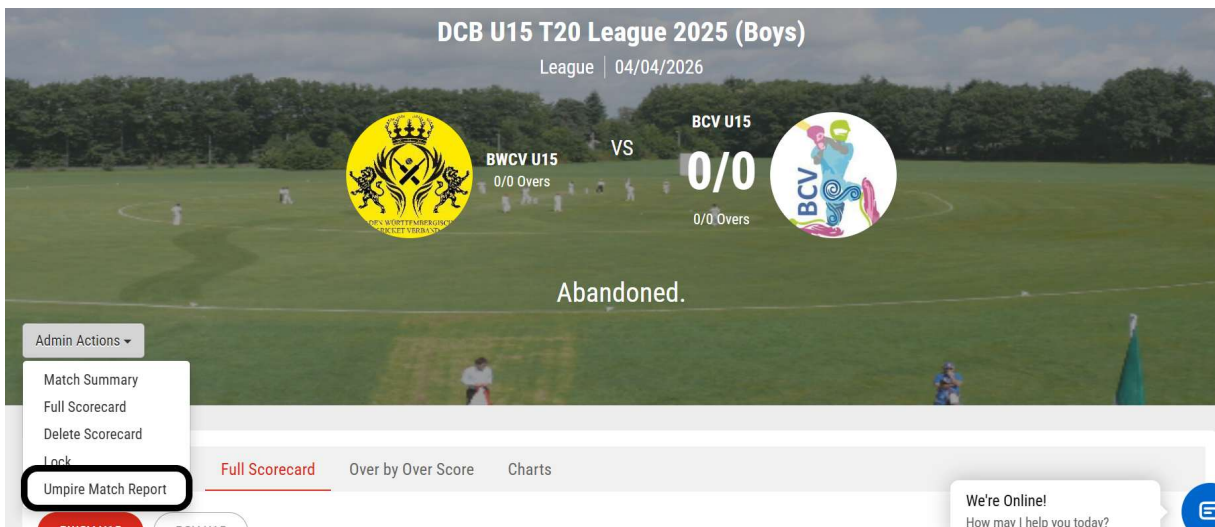 DCB U15 T20 League 2025 (Boys)
League | 04/04/2026
BWCV U15
0/0 Overs
VS
BCV U15
0/0
0/0 Overs
BCV
Abandoned.
Admin Actions
Match Summary
Full Scorecard
Delete Scorecard
Lock
Umpire Match Report
Full Scorecard
Over by Over Score
Charts
We're Online!
How may I help you today?